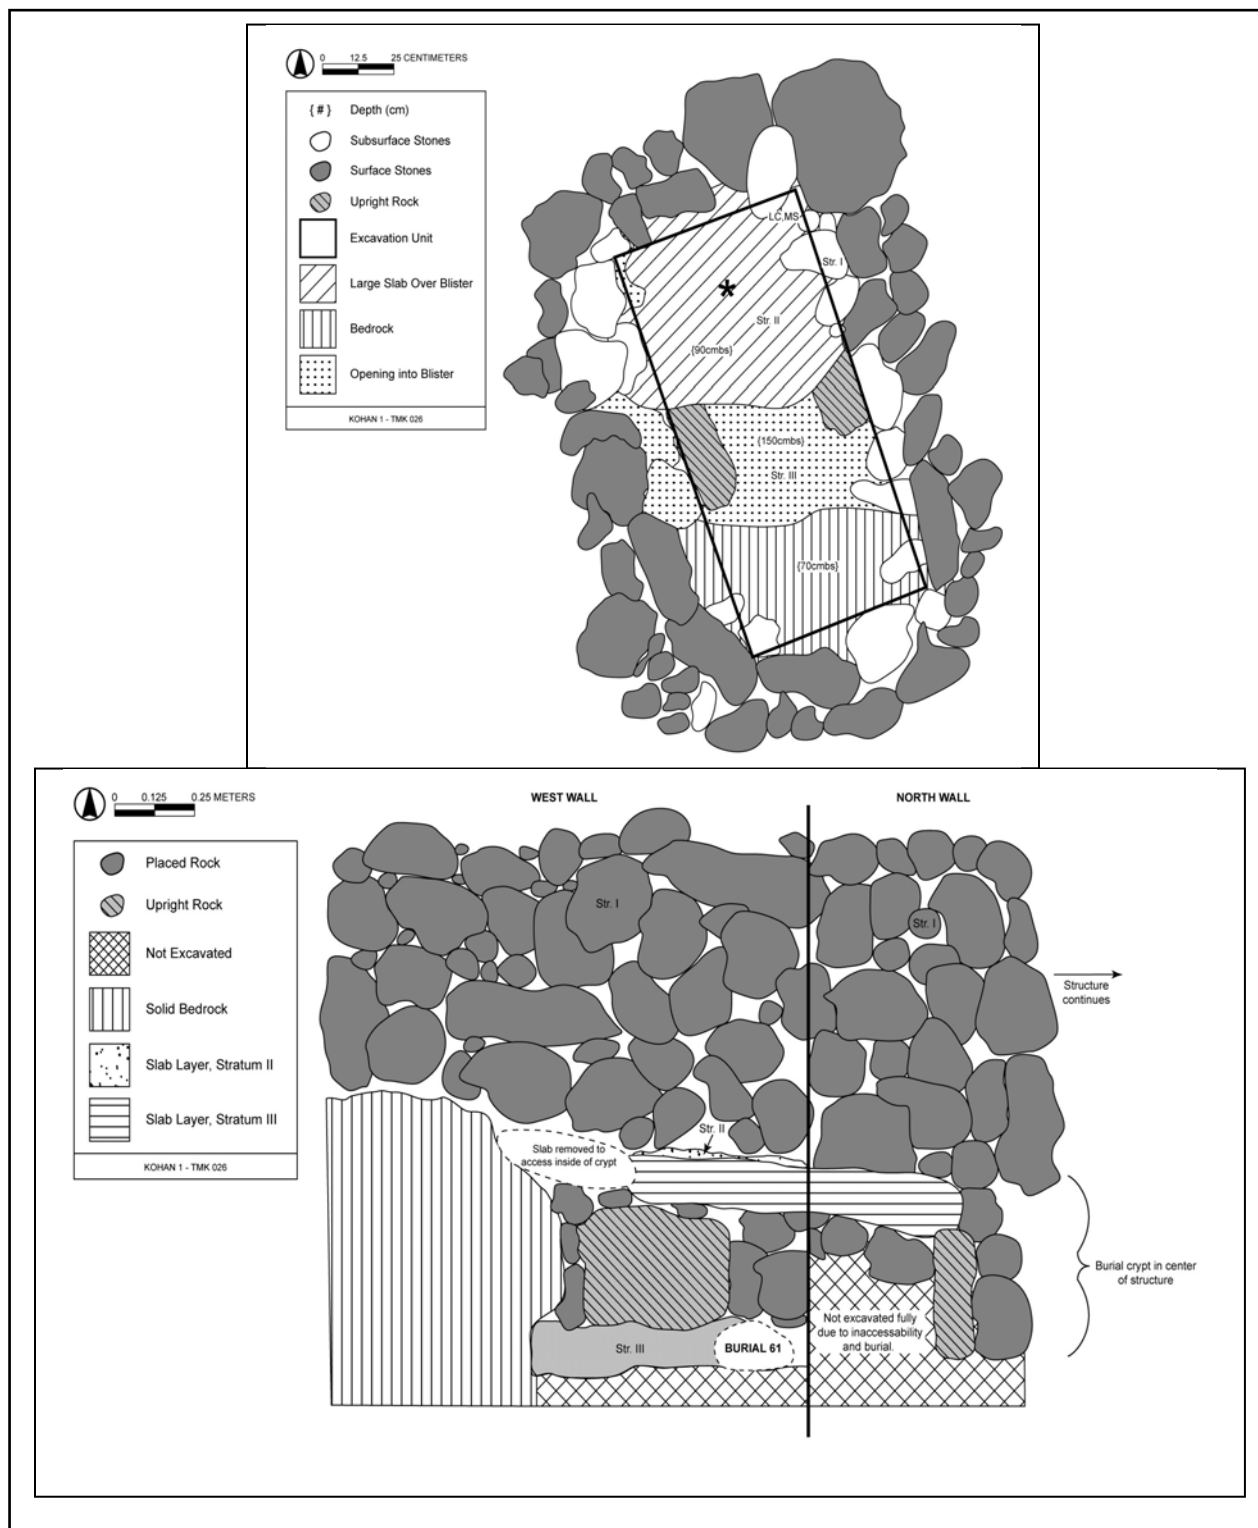 0 12.5 25 CENTIMETERS
{ # } Depth (cm)
Subsurface Stones
Surface Stones
Upright Rock
Excavation Unit
Large Slab Over Blister
Bedrock
Opening into Blister
KOHAN 1 - TMK 026
LC,MS
Str. I
*
Str. II
{90cmbs}
{150cmbs}
Str. III
{70cmbs}
0 0.125 0.25 METERS
WEST WALL
NORTH WALL
Placed Rock
Upright Rock
Not Excavated
Solid Bedrock
Slab Layer, Stratum II
Slab Layer, Stratum III
KOHAN 1 - TMK 026
Str. I
Str. I
Structure
continues
Str. II
Slab removed to
access inside of crypt
Burial crypt in center
of structure
Not excavated fully
due to inaccessability
and burial.
Str. III
BURIAL 61